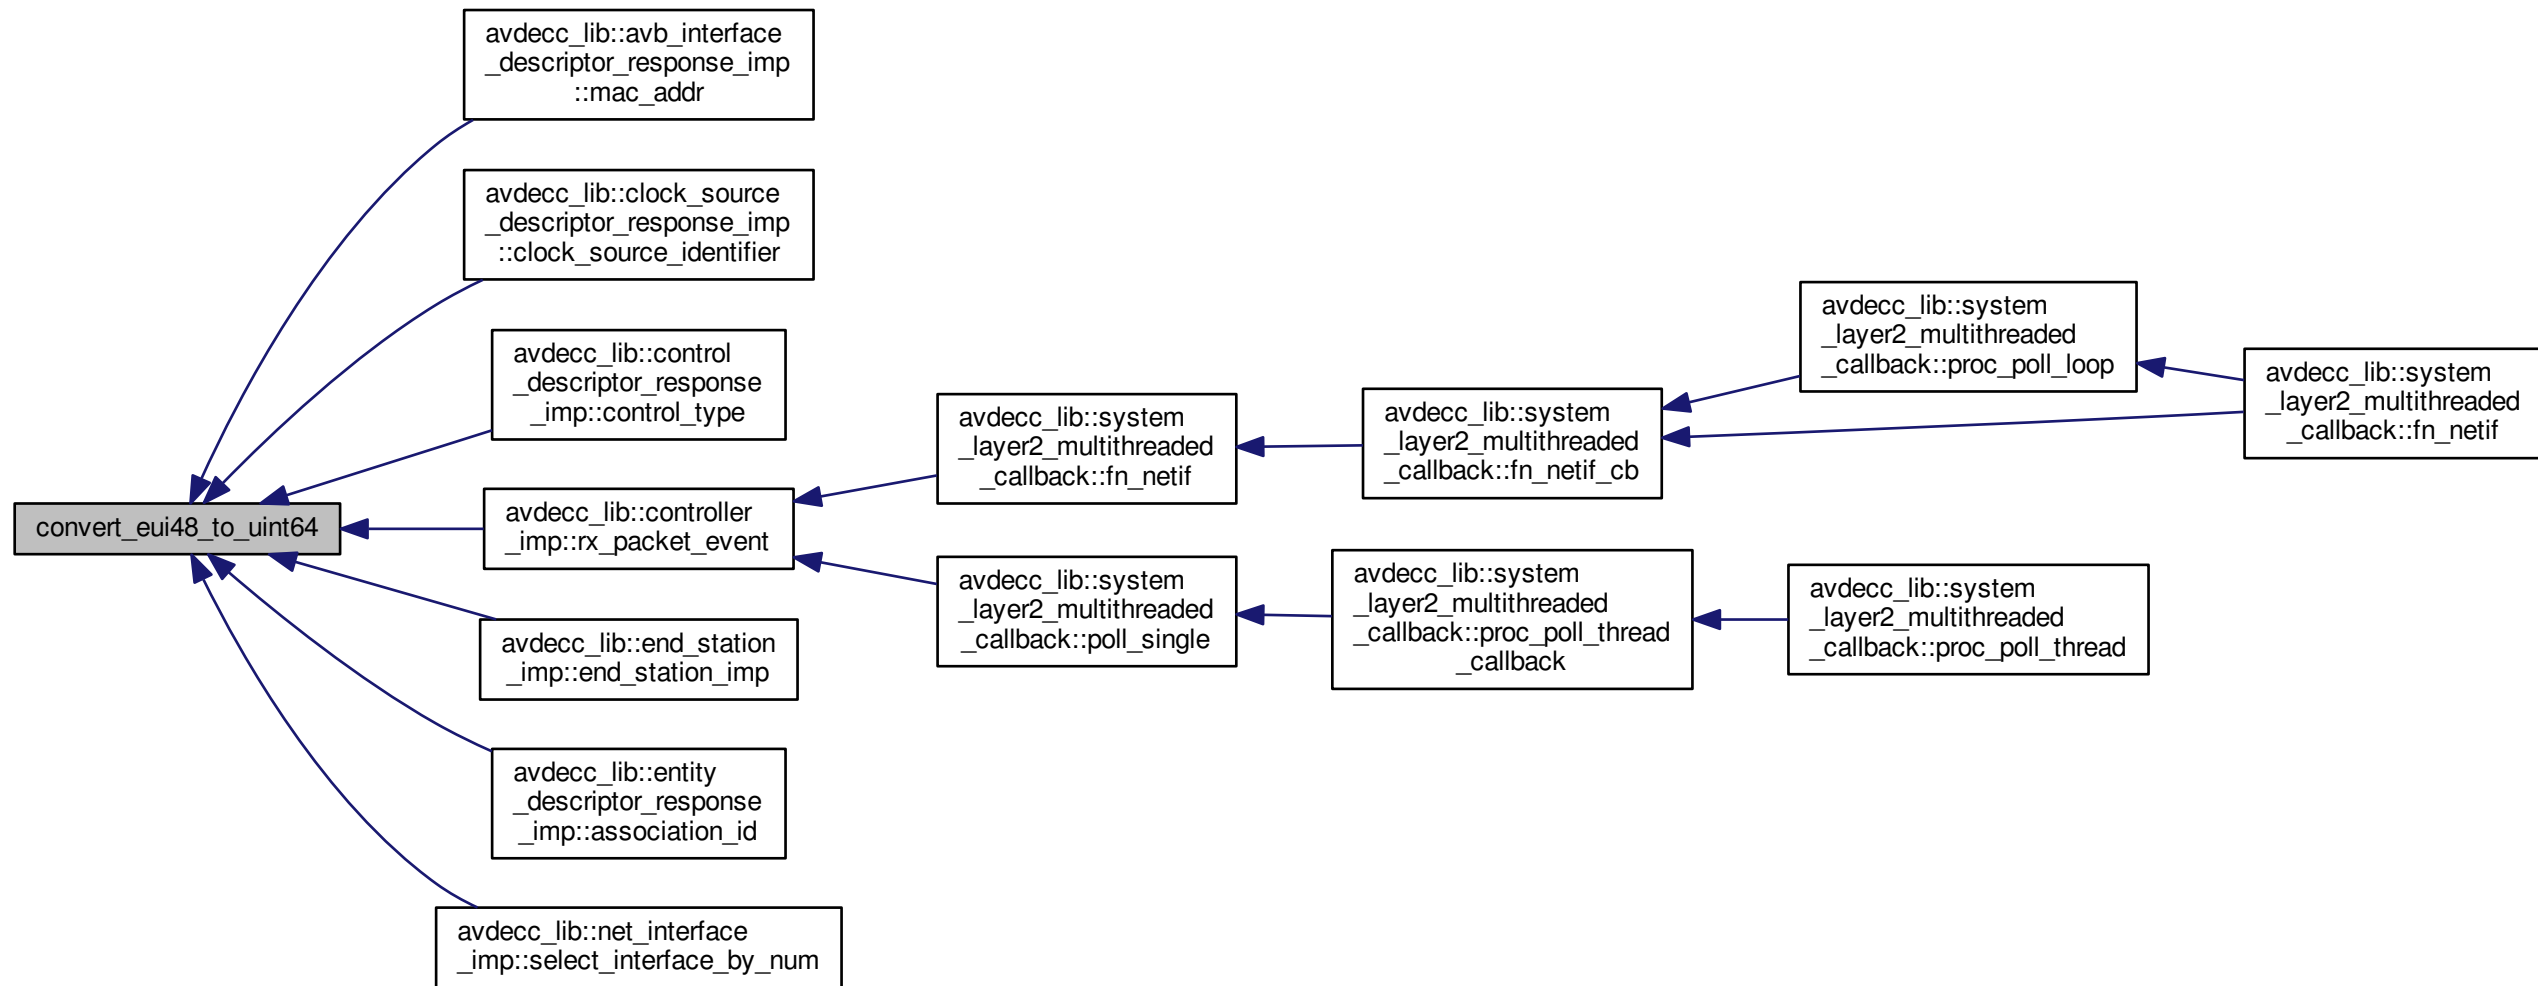 avdecc_lib::avb_interface
_descriptor_response_imp
::mac_addr
avdecc_lib::clock_source
_descriptor_response_imp
::clock_source_identifier
avdecc_lib::control
_descriptor_response
_imp::control_type
convert_eui48_to_uint64
avdecc_lib::controller
_imp::rx_packet_event
avdecc_lib::end_station
_imp::end_station_imp
avdecc_lib::entity
_descriptor_response
_imp::association_id
avdecc_lib::net_interface
_imp::select_interface_by_num
avdecc_lib::system
_layer2_multithreaded
_callback::fn_netif
avdecc_lib::system
_layer2_multithreaded
_callback::poll_single
avdecc_lib::system
_layer2_multithreaded
_callback::fn_netif_cb
avdecc_lib::system
_layer2_multithreaded
_callback::proc_poll_thread
_callback
avdecc_lib::system
_layer2_multithreaded
_callback::proc_poll_loop
avdecc_lib::system
_layer2_multithreaded
_callback::proc_poll_thread
avdecc_lib::system
_layer2_multithreaded
_callback::fn_netif